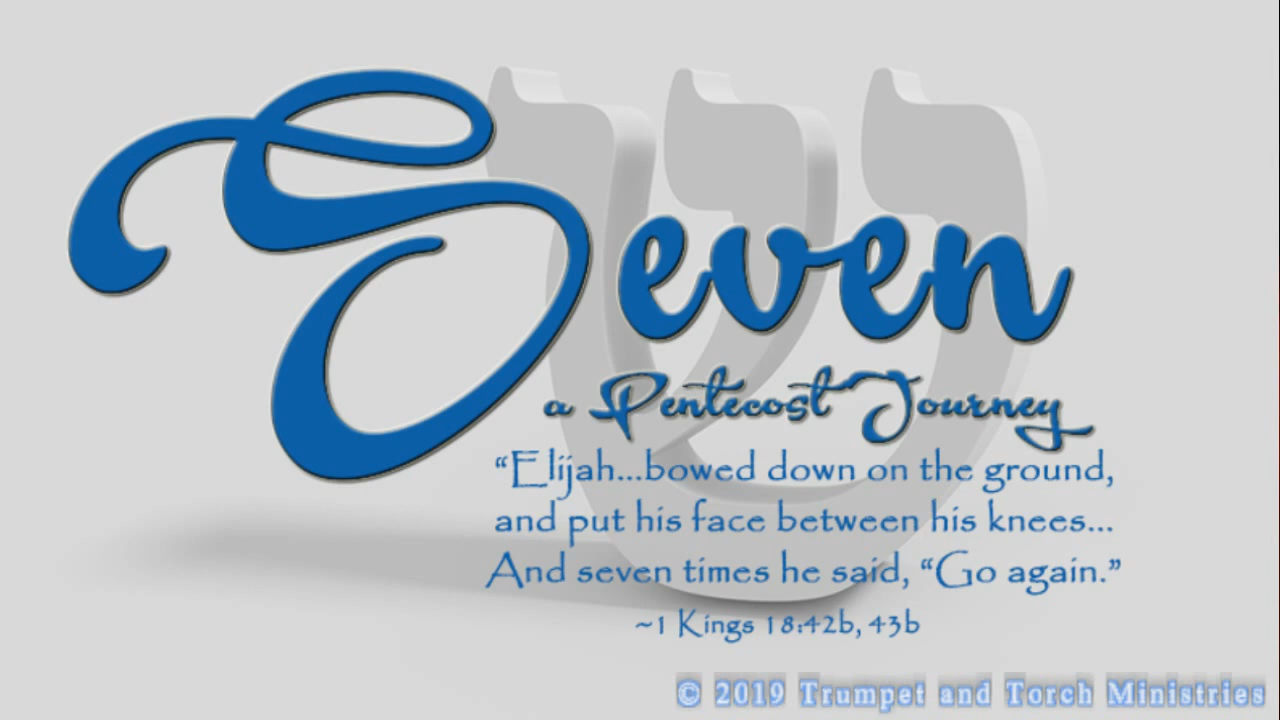 Seven
a Pentecost Journey
“Elijah...bowed down on the ground,
and put his face between his knees...
And seven times he said, “Go again.”
~1 Kings 18:42b, 43b
© 2019 Trumpet and Torch Ministries
ש